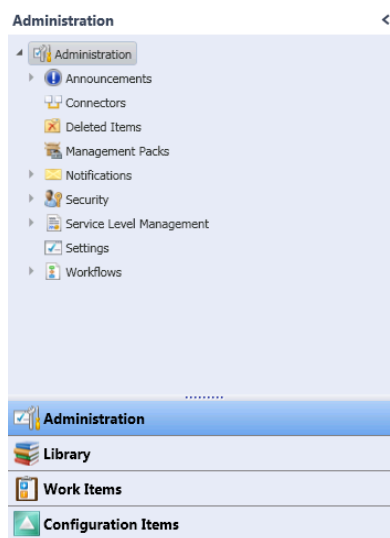 Administration
Administration
Announcements
Connectors
Deleted Items
Management Packs
Notifications
Security
Service Level Management
Settings
Workflows
Administration
Library
Work Items
Configuration Items